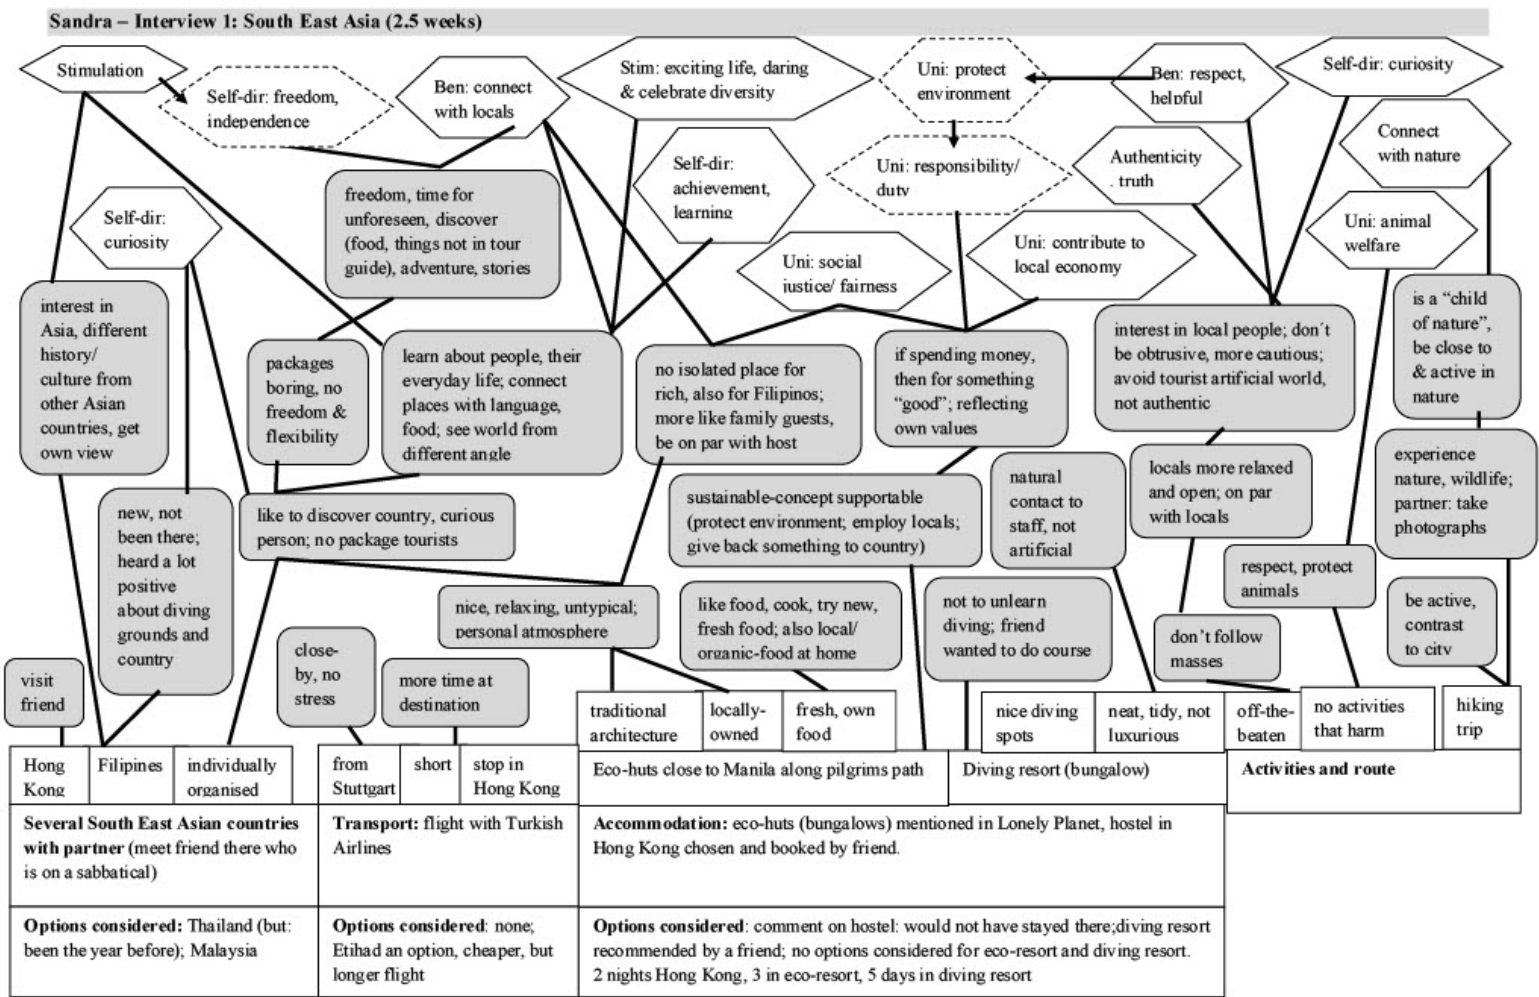 Sandra – Interview 1: South East Asia (2.5 weeks)
Stimulation
Self-dir: freedom,
independence
Ben: connect
with locals
Stim: exciting life, daring
& celebrate diversity
Uni: protect
environment
Ben: respect,
helpful
Self-dir: curiosity
Connect
with nature
Self-dir:
achievement,
learning
Uni: responsibility/
duty
Authenticity
. truth
Self-dir:
curiosity
Uni: social
justice/ fairness
Uni: contribute to
local economy
Uni: animal
welfare
freedom, time for
unforeseen, discover
(food, things not in tour
guide), adventure, stories
interest in
Asia, different
history/
culture from
other Asian
countries, get
own view
packages
boring, no
freedom &
flexibility
learn about people, their
everyday life; connect
places with language,
food; see world from
different angle
no isolated place for
rich, also for Filipinos;
more like family guests,
be on par with host
if spending money,
then for something
“good”; reflecting
own values
interest in local people; don´t
be obtrusive, more cautious;
avoid tourist artificial world,
not authentic
is a “child
of nature”,
be close to
& active in
nature
new, not
been there;
heard a lot
positive
about diving
grounds and
country
like to discover country, curious
person; no package tourists
sustainable-concept supportable
(protect environment; employ locals;
give back something to country)
natural
contact to
staff, not
artificial
locals more relaxed
and open; on par
with locals
experience
nature, wildlife;
partner: take
photographs
respect, protect
animals
nice, relaxing, untypical;
personal atmosphere
like food, cook, try new,
fresh food; also local/
organic-food at home
not to unlearn
diving; friend
wanted to do course
don’t follow
masses
be active,
contrast
to city
visit
friend
close-
by, no
stress
more time at
destination
traditional
architecture
locally-
owned
fresh, own
food
nice diving
spots
neat, tidy, not
luxurious
off-the-
beaten
no activities
that harm
hiking
trip
Hong
Kong
Filipines
individually
organised
from
Stuttgart
short
stop in
Hong Kong
Eco-huts close to Manila along pilgrims path
Diving resort (bungalow)
Activities and route
Several South East Asian countries
with partner (meet friend there who
is on a sabbatical)
Transport: flight with Turkish
Airlines
Accommodation: eco-huts (bungalows) mentioned in Lonely Planet, hostel in
Hong Kong chosen and booked by friend.
Options considered: Thailand (but:
been the year before); Malaysia
Options considered: none;
Etihad an option, cheaper, but
longer flight
Options considered: comment on hostel: would not have stayed there;diving resort
recommended by a friend; no options considered for eco-resort and diving resort.
2 nights Hong Kong, 3 in eco-resort, 5 days in diving resort